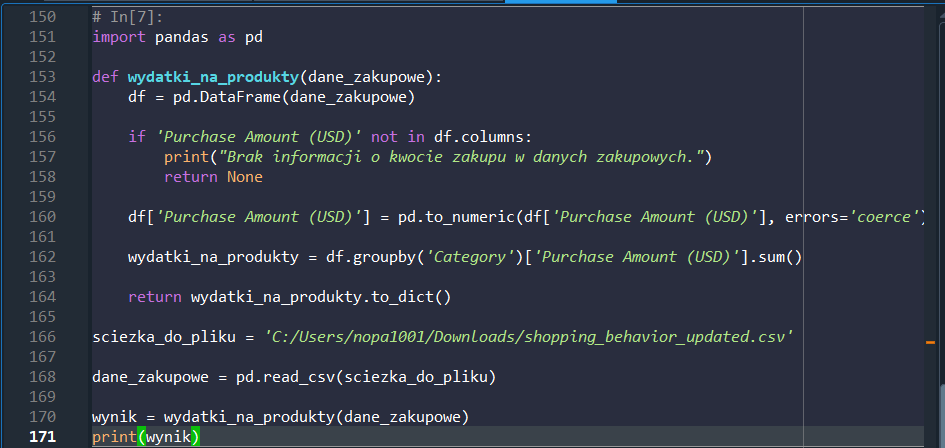 150 # In[7]:
151 import pandas as pd
152
153 def wydatki_na_produkty(dane_zakupowe):
154     df = pd.DataFrame(dane_zakupowe)
155
156     if 'Purchase Amount (USD)' not in df.columns:
157         print("Brak informacji o kwocie zakupu w danych zakupowych.")
158         return None
159
160     df['Purchase Amount (USD)'] = pd.to_numeric(df['Purchase Amount (USD)'], errors='coerce')
161
162     wydatki_na_produkty = df.groupby('Category')['Purchase Amount (USD)'].sum()
163
164     return wydatki_na_produkty.to_dict()
165
166 sciezka_do_pliku = 'C:/Users/nopa1001/Downloads/shopping_behavior_updated.csv'
167
168 dane_zakupowe = pd.read_csv(sciezka_do_pliku)
169
170 wynik = wydatki_na_produkty(dane_zakupowe)
171 print(wynik)